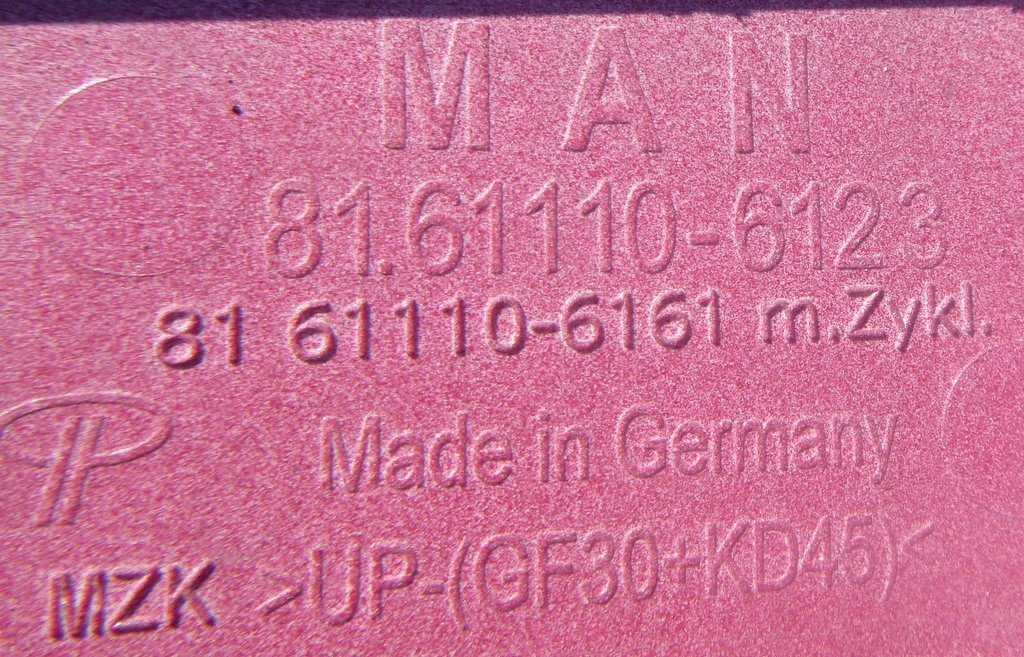 MAN
81.61110-6123
81 61110-6161 m.Zykl.
Made in Germany
MZK >UP-(GF30+KD45)<